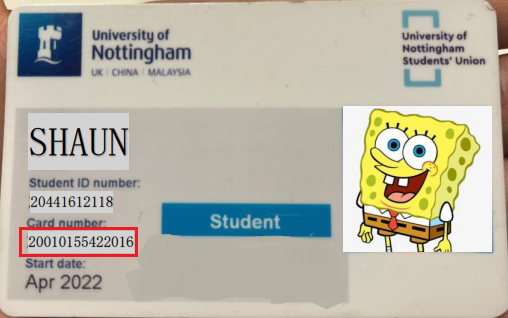 University of
Nottingham
UK | CHINA | MALAYSIA
University of
Nottingham
Students' Union
SHAUN
Student ID number:
20441612118
Card number:
20010155422016
Student
Start date:
Apr 2022